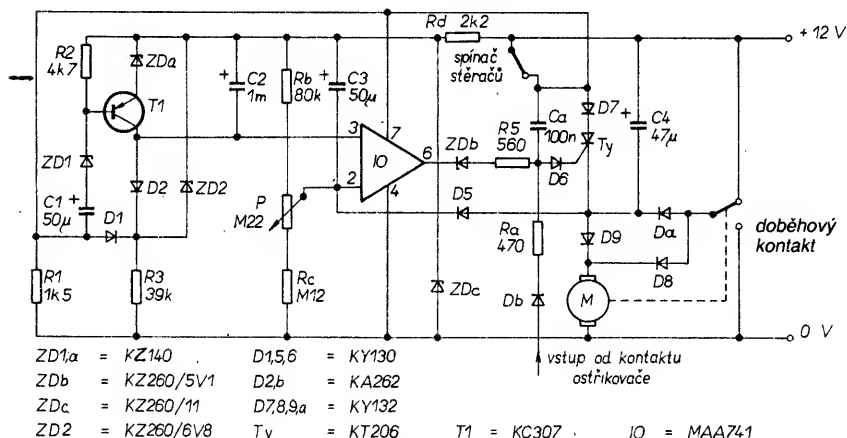 Rd 2k2
+ 12 V
R2
4k7
ZDa
T1
+
C2
1m
Rb
80k
+
C3
50μ
spínač
stěračů
Ca
100n
D7
Ty
+
C4
47μ
3
7
IO
6
2
4
ZDb
R5
560
D6
ZD1
D2
ZD2
C1
50μ
+
D1
P
M22
D5
Ra
470
D9
Da
D8
doběhový
kontakt
R1
1k5
R3
39k
Rc
M12
ZDc
Db
M
0 V
vstup od kontaktu
ostřikovače
ZD1,a = KZ140 D1,5,6 = KY130
ZDb = KZ260/5V1 D2,b = KA262
ZDc = KZ260/11 D7,8,9,a = KY132
ZD2 = KZ260/6V8 Ty = KT206 T1 = KC307 IO = MAA741